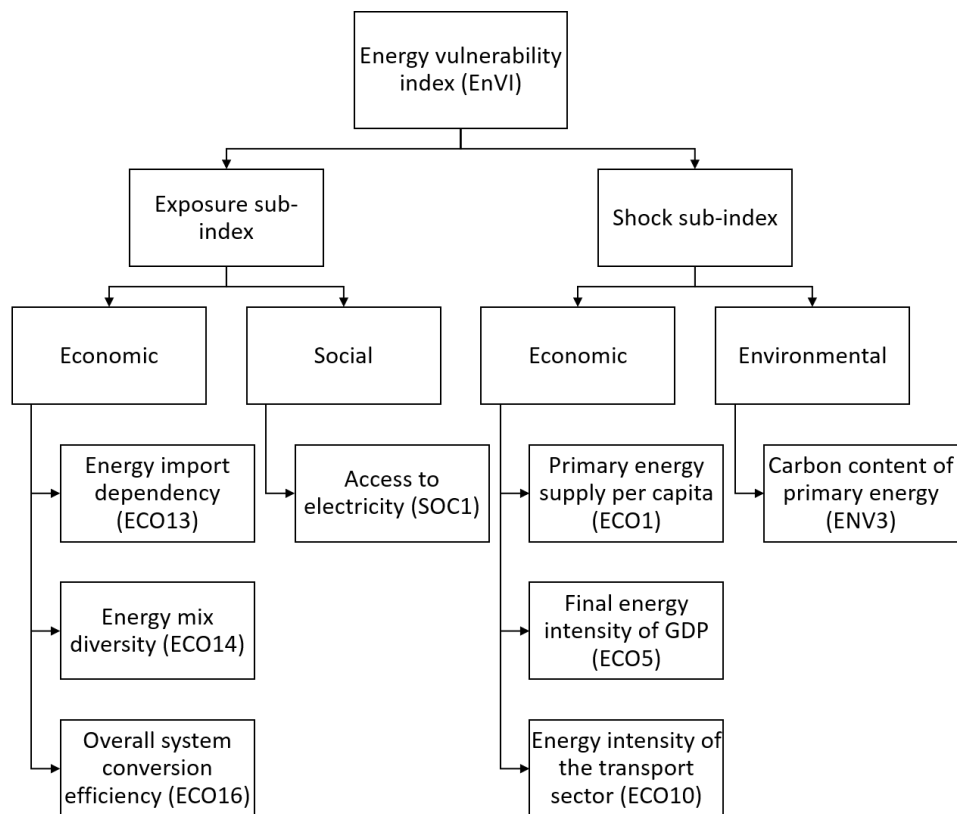 Energy vulnerability
index (EnVI)
Exposure sub-
index
Shock sub-index
Economic
Social
Economic
Environmental
Energy import
dependency
(ECO13)
Access to
electricity (SOC1)
Primary energy
supply per capita
(ECO1)
Carbon content of
primary energy
(ENV3)
Energy mix
diversity (ECO14)
Final energy
intensity of GDP
(ECO5)
Overall system
conversion
efficiency (ECO16)
Energy intensity of
the transport
sector (ECO10)